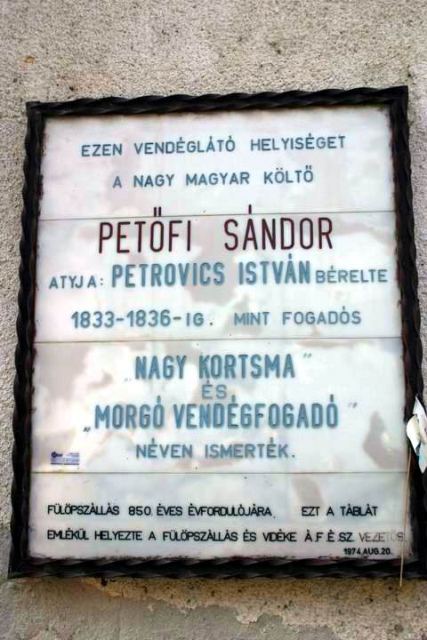 EZEN VENDÉGLÁTÓ HELYISÉGET
A NAGY MAGYAR KÖLTŐ
PETŐFI SÁNDOR
ATYJA: PETROVICS ISTVÁN BÉRELTE
1833-1836-IG. MINT FOGADÓS
„NAGY KORTSMA"
ÉS
„MORGÓ VENDÉGFOGADÓ"
NÉVEN ISMERTÉK.
FÜLÖPSZÁLLÁS 850. ÉVES ÉVFORDULÓJÁRA. EZT A TÁBLÁT
EMLÉKÜL HELYEZTE A FÜLÖPSZÁLLÁS ÉS VIDÉKE Á.F.É.SZ. VEZETŐS
1974. AUG. 20.